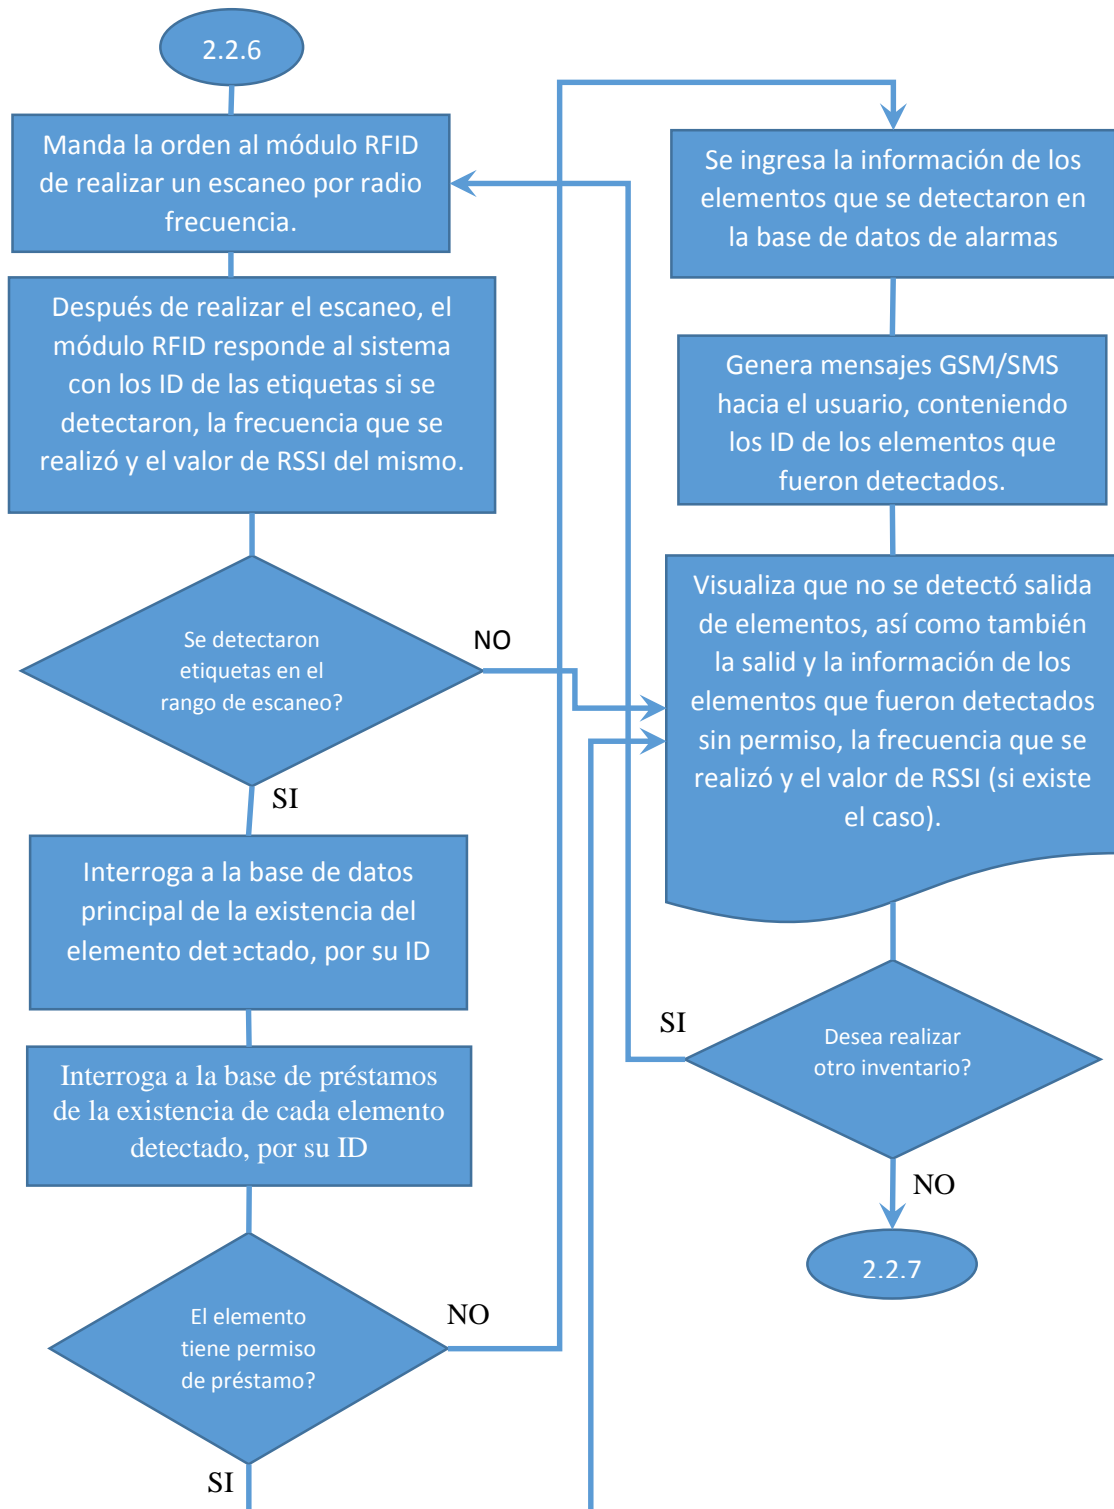 2.2.6
Manda la orden al módulo RFID
de realizar un escaneo por radio
frecuencia.
Después de realizar el escaneo, el
módulo RFID responde al sistema
con los ID de las etiquetas si se
detectaron, la frecuencia que se
realizó y el valor de RSSI del mismo.
Se detectaron
etiquetas en el
rango de escaneo?
NO
SI
Interroga a la base de datos
principal de la existencia del
elemento detectado, por su ID
Interroga a la base de préstamos
de la existencia de cada elemento
detectado, por su ID
El elemento
tiene permiso
de préstamo?
NO
SI
Se ingresa la información de los
elementos que se detectaron en
la base de datos de alarmas
Genera mensajes GSM/SMS
hacia el usuario, conteniendo
los ID de los elementos que
fueron detectados.
Visualiza que no se detectó salida
de elementos, así como también
la salid y la información de los
elementos que fueron detectados
sin permiso, la frecuencia que se
realizó y el valor de RSSI (si existe
el caso).
SI
Desea realizar
otro inventario?
NO
2.2.7